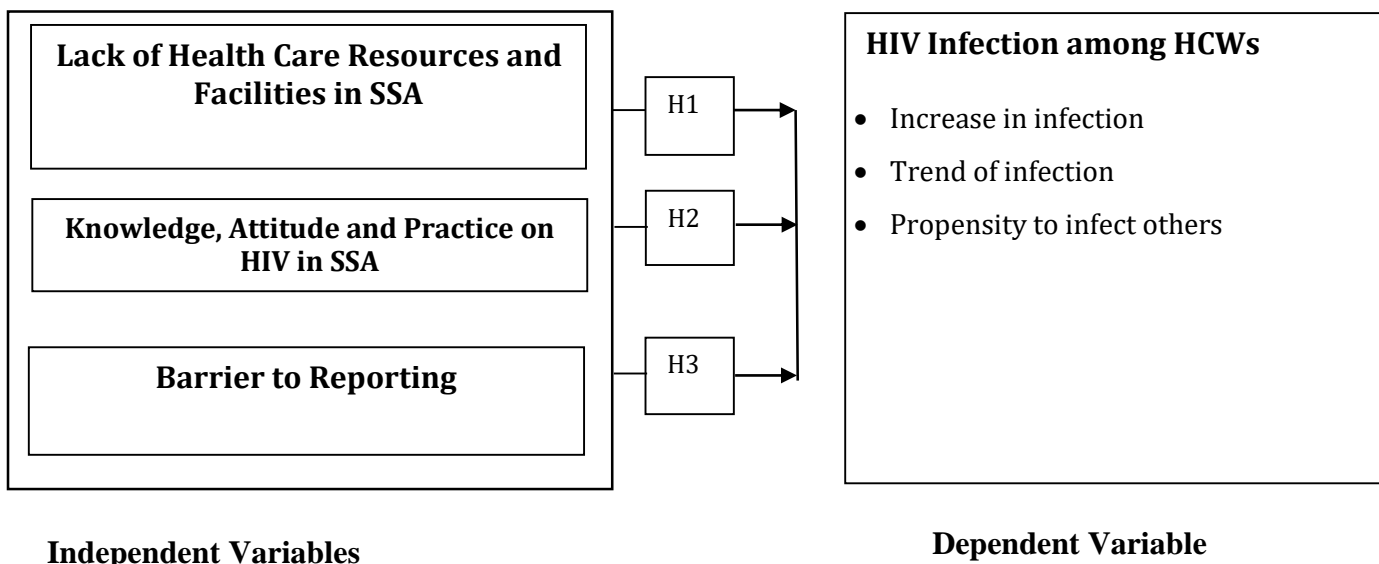 Lack of Health Care Resources and
Facilities in SSA
H1
Knowledge, Attitude and Practice on
HIV in SSA
H2
Barrier to Reporting
H3
HIV Infection among HCWs
• Increase in infection
• Trend of infection
• Propensity to infect others
Independent Variables
Dependent Variable